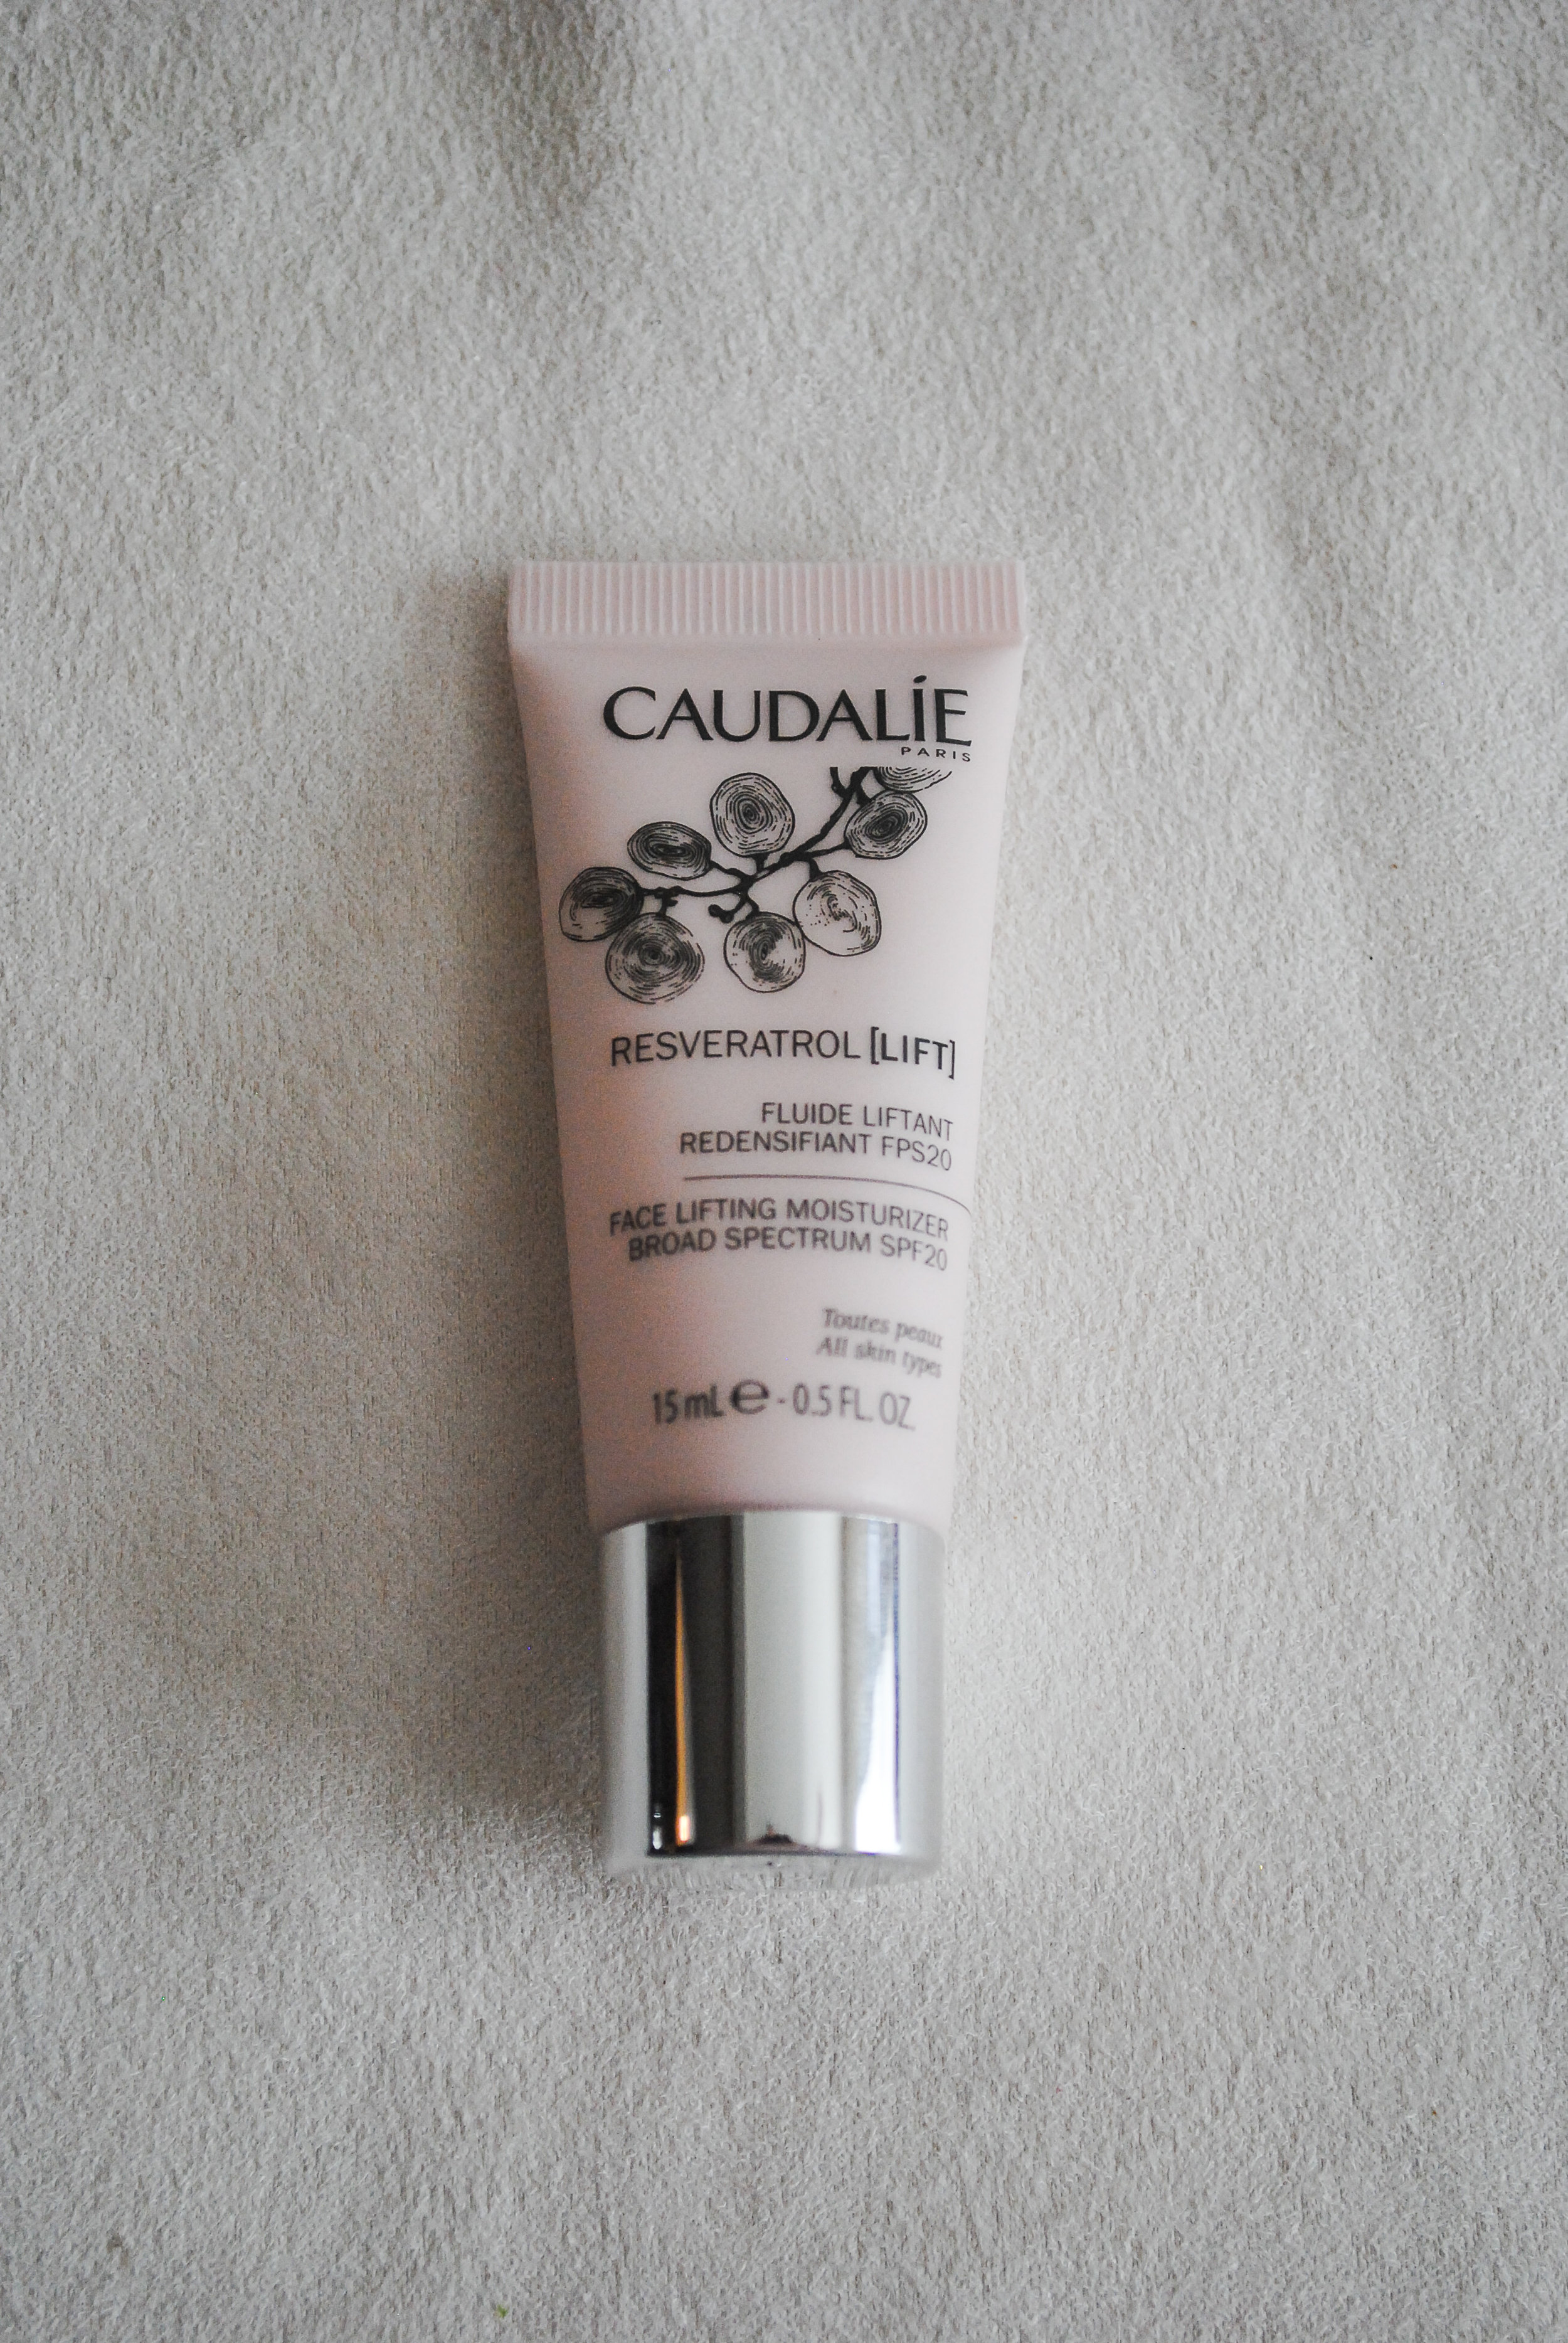 CAUDALÍE
PARIS
RESVERATROL [LIFT]
FLUIDE LIFTANT
REDENSIFIANT FPS20
FACE LIFTING MOISTURIZER
BROAD SPECTRUM SPF20
Toutes peaux
All skin types
15 mL ℮ - 0.5 FL. OZ.